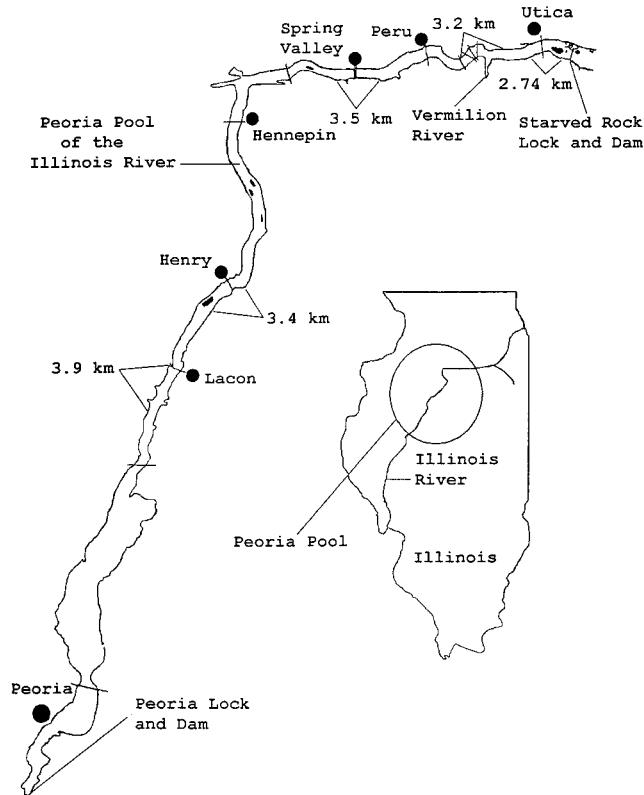 Utica
3.2 km
Peru
Spring
Valley
2.74 km
3.5 km
Vermilion
River
Starved Rock
Lock and Dam
Peoria Pool
of the
Illinois River
Hennepin
Henry
3.4 km
3.9 km
Lacon
Illinois
River
Peoria Pool
Illinois
Peoria
Peoria Lock
and Dam